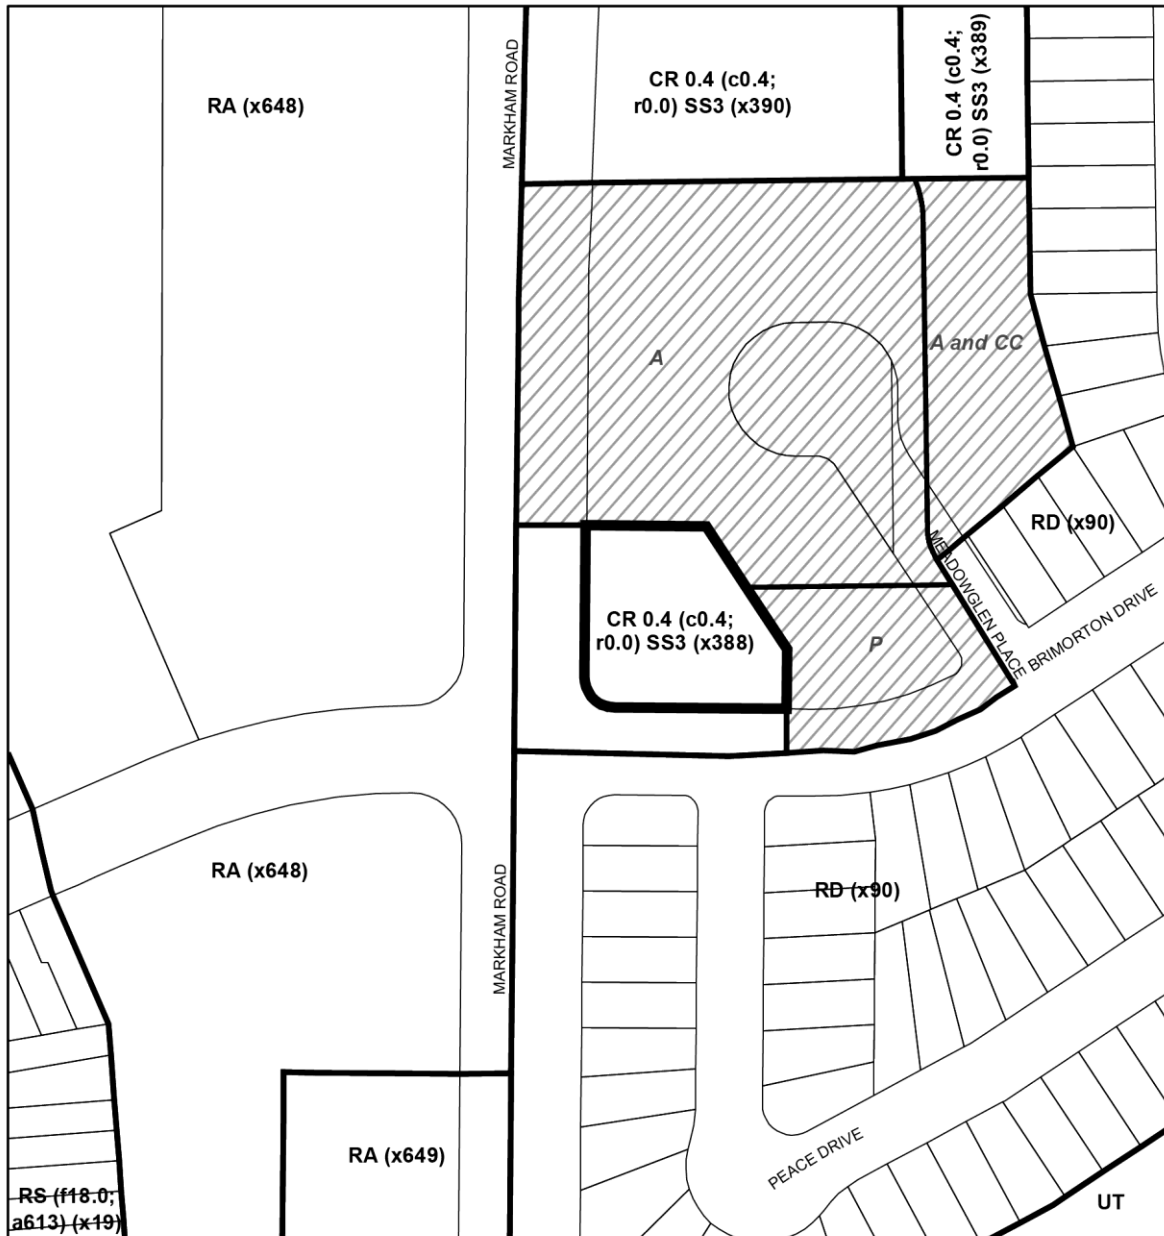 RA (x648)
MARKHAM ROAD
CR 0.4 (c0.4;
r0.0) SS3 (x390)
CR 0.4 (c0.4;
r0.0) SS3 (x389)
A
A and CC
RD (x90)
MEADOWGLEN PLACE
BRIMORTON DRIVE
CR 0.4 (c0.4;
r0.0) SS3 (x388)
P
RA (x648)
MARKHAM ROAD
RD (x90)
RA (x649)
PEACE DRIVE
RS (f18.0;
a613) (x19)
UT